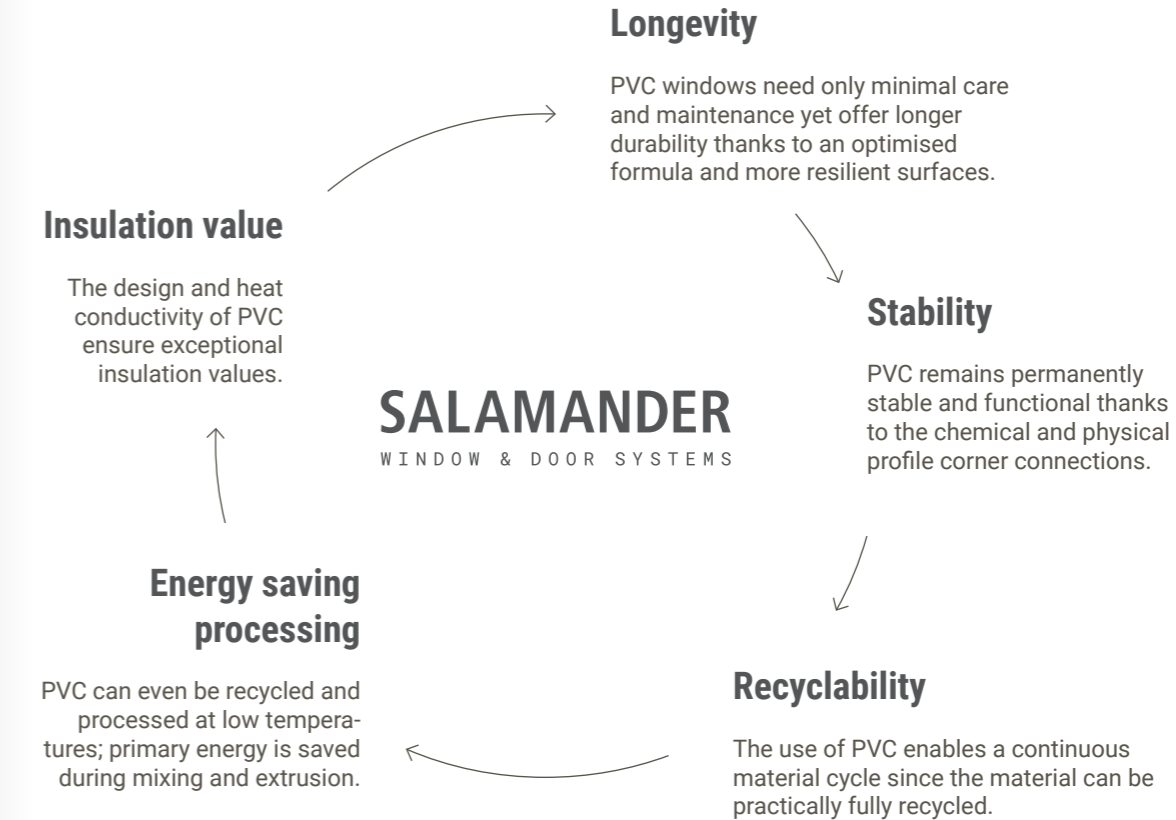 Longevity
PVC windows need only minimal care
and maintenance yet offer longer
durability thanks to an optimised
formula and more resilient surfaces.
Insulation value
The design and heat
conductivity of PVC
ensure exceptional
insulation values.
Stability
PVC remains permanently
stable and functional thanks
to the chemical and physical
profile corner connections.
SALAMANDER
WINDOW & DOOR SYSTEMS
Energy saving
processing
PVC can even be recycled and
processed at low tempera-
tures; primary energy is saved
during mixing and extrusion.
Recyclability
The use of PVC enables a continuous
material cycle since the material can be
practically fully recycled.